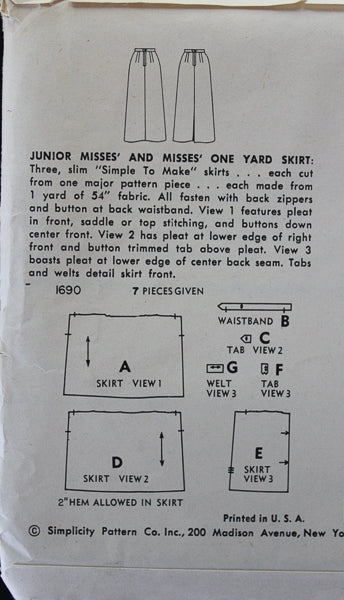 JUNIOR MISSES' AND MISSES' ONE YARD SKIRT:
Three, slim "Simple To Make" skirts . . . each cut
from one major pattern piece . . . each made from
1 yard of 54" fabric. All fasten with back zippers
and button at back waistband. View 1 features pleat
in front, saddle or top stitching, and buttons down
center front. View 2 has pleat at lower edge of right
front and button trimmed tab above pleat. View 3
boasts pleat at lower edge of center back seam. Tabs
and welts detail skirt front.
1690 7 PIECES GIVEN
WAISTBAND B
C
TAB VIEW 2
A
SKIRT VIEW 1
G
WELT
VIEW 3
F
TAB
VIEW 3
D
SKIRT VIEW 2
E
SKIRT
VIEW 3
2" HEM ALLOWED IN SKIRT
Printed in U. S. A.
© Simplicity Pattern Co. Inc., 200 Madison Avenue, New Yo